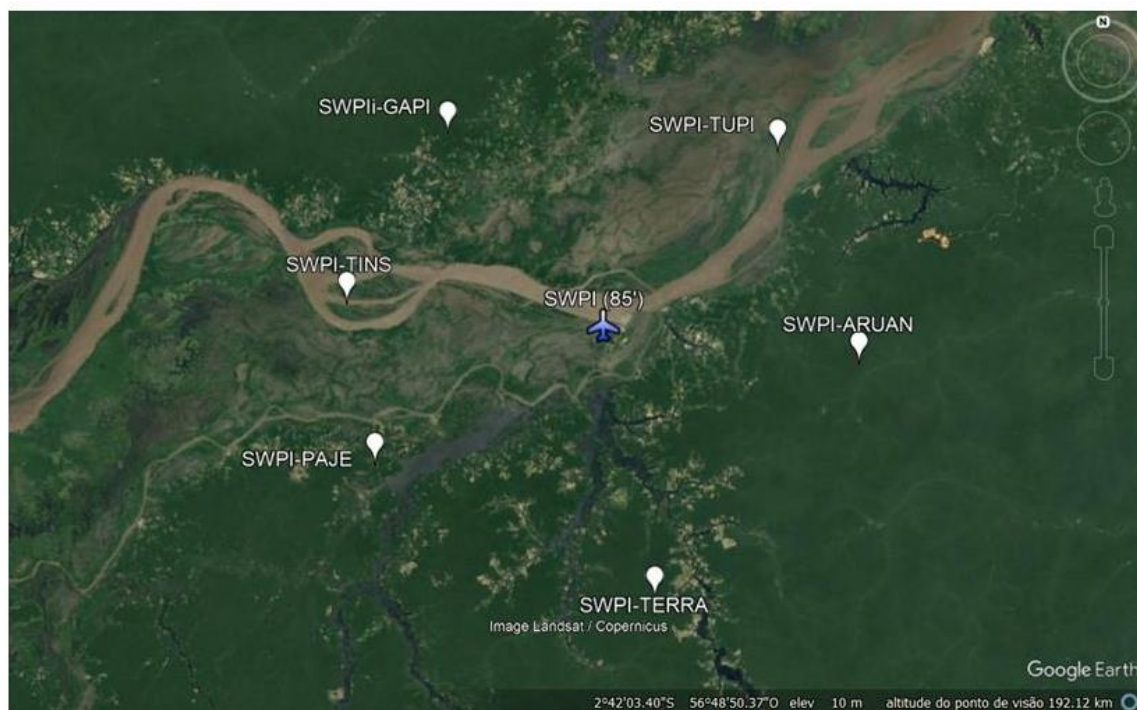 N
SWPIi-GAPI
SWPI-TUPI
SWPI-TINS
SWPI (85')
SWPI-ARUAN
SWPI-PAJE
SWPI-TERRA
Image Landsat / Copernicus
Google Earth
2°42'03.40"S 56°48'50.37"O elev 10 m altitude do ponto de visão 192.12 km